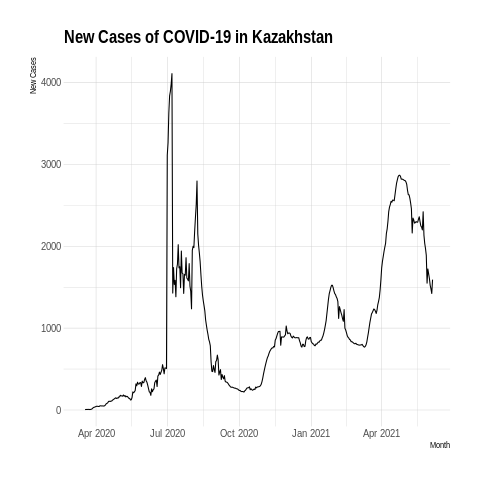 New Cases of COVID-19 in Kazakhstan
New Cases
4000
3000
2000
1000
0
Apr 2020 Jul 2020 Oct 2020 Jan 2021 Apr 2021
Month